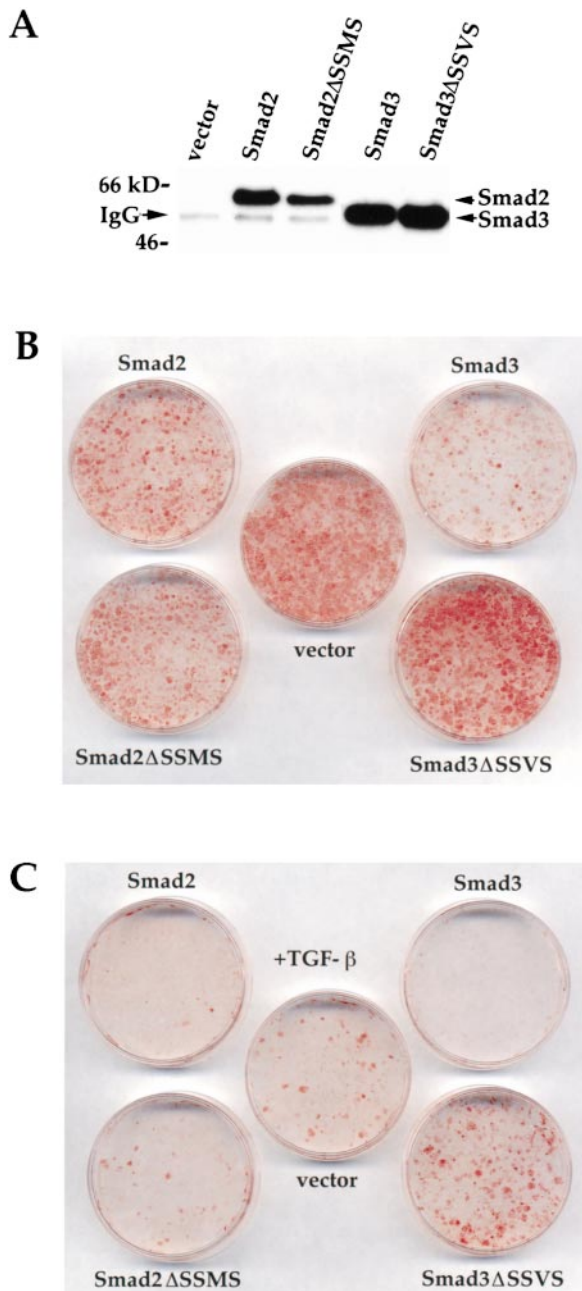 A
vector
Smad2
Smad2ΔSSMS
Smad3
Smad3ΔSSVS
66 kD-
IgG
46-
Smad2
Smad3
B
Smad2
Smad3
vector
Smad2ΔSSMS
Smad3ΔSSVS
C
Smad2
Smad3
+TGF- β
vector
Smad2 ΔSSMS
Smad3ΔSSVS